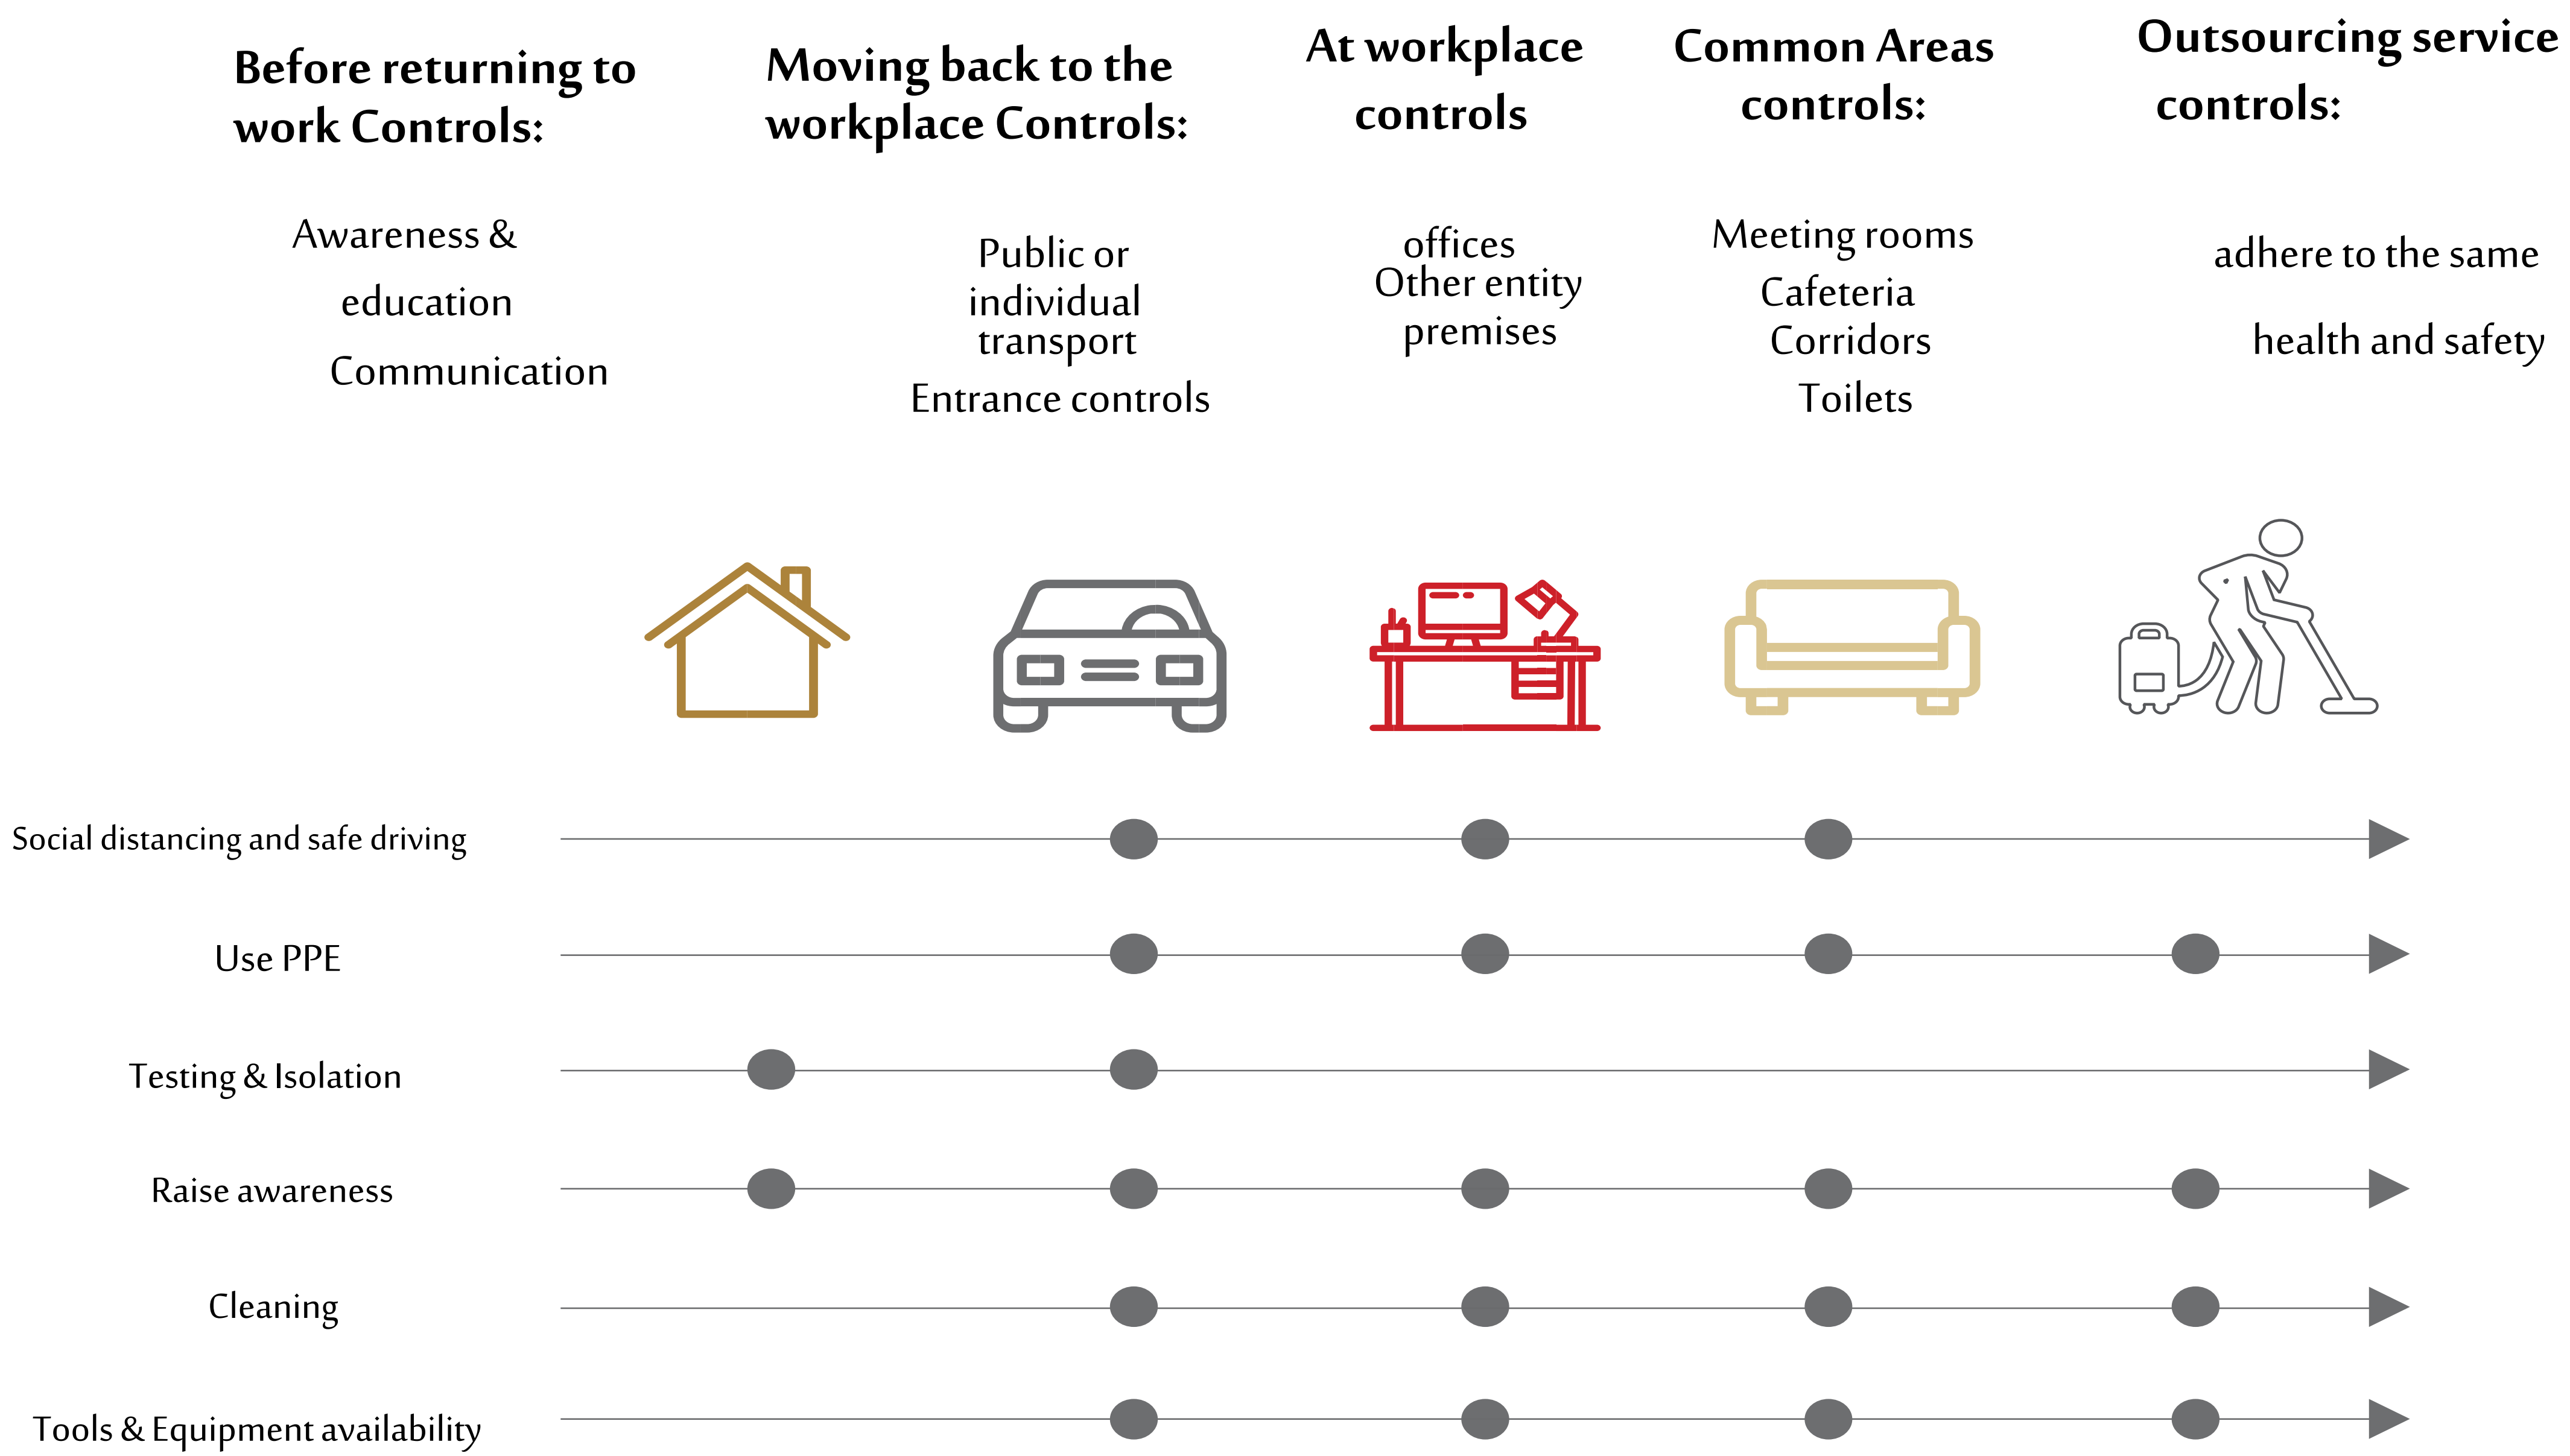 Before returning to
work Controls:
Awareness &
education
Communication
Moving back to the
workplace Controls:
Public or
individual
transport
Entrance controls
At workplace
controls
offices
Other entity
premises
Common Areas
controls:
Meeting rooms
Cafeteria
Corridors
Toilets
Outsourcing service
controls:
adhere to the same
health and safety
Social distancing and safe driving
Use PPE
Testing & Isolation
Raise awareness
Cleaning
Tools & Equipment availability